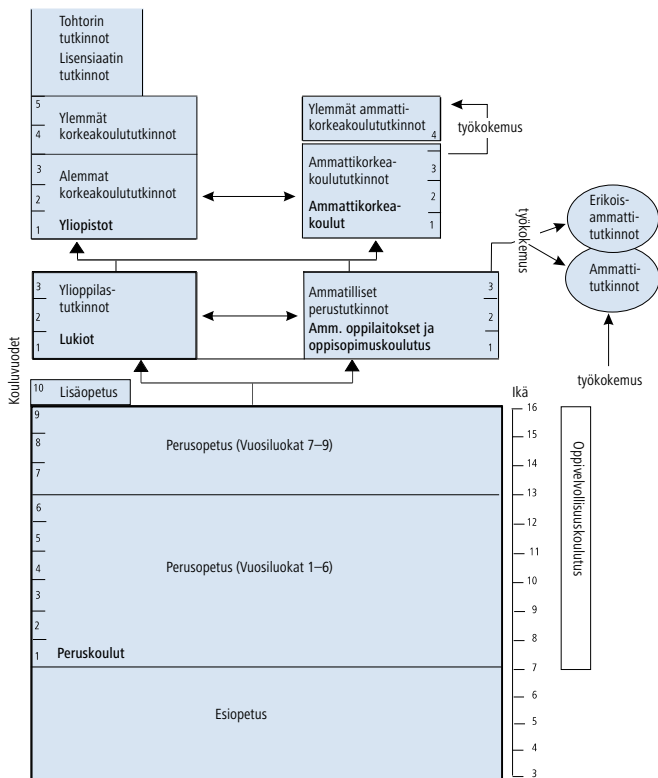 Tohtorin
tutkinnot
Lisensiaatin
tutkinnot
5
4
Ylemmät
korkeakoulututkinnot
3
2
1
Alemmat
korkeakoulututkinnot
Yliopistot
Ylemmät ammatti-
korkeakoulututkinnot
4
työkokemus
Ammattikorkea-
koulututkinnot
Ammattikorkea-
koulut
3
2
1
työkokemus
Erikois-
ammatti-
tutkinnot
Ammatti-
tutkinnot
työkokemus
3
2
1
Ylioppilas-
tutkinnot
Lukiot
Ammatilliset
perustutkinnot
Amm. oppilaitokset ja
oppisopimuskoulutus
3
2
1
Kouluvuodet
10 Lisäopetus
9
8
7
Perusopetus (Vuosiluokat 7–9)
6
5
4
3
2
1
Perusopetus (Vuosiluokat 1–6)
Peruskoulut
Esiopetus
Ikä
16
15
14
13
12
11
10
9
8
7
6
5
4
3
Oppivelvollisuuskoulutus